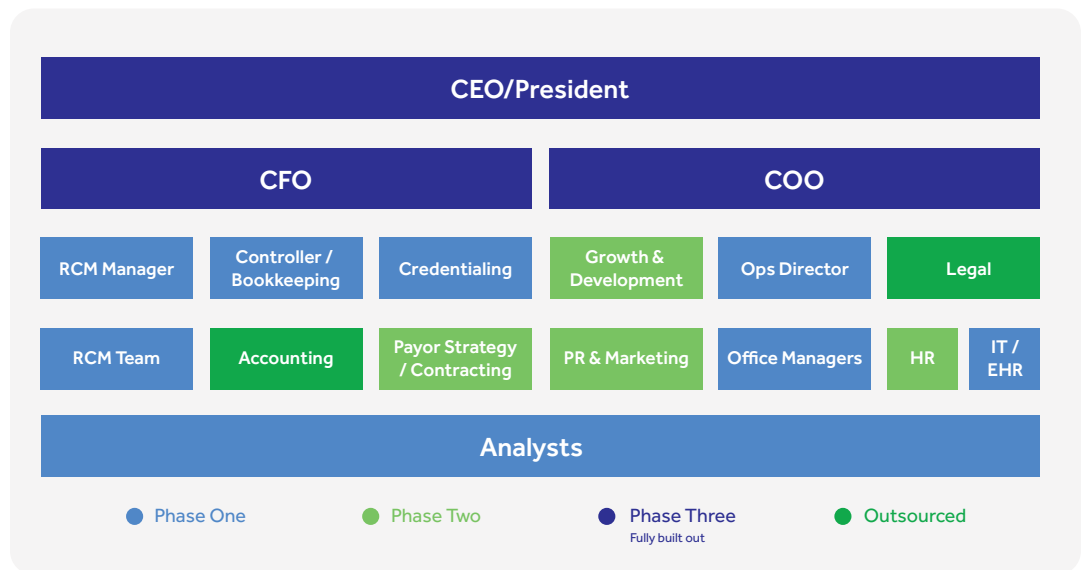 CEO/President
CFO
COO
RCM Manager
Controller /
Bookkeeping
Credentialing
Growth &
Development
Ops Director
Legal
RCM Team
Accounting
Payor Strategy
/ Contracting
PR & Marketing
Office Managers
HR
IT /
EHR
Analysts
Phase One
Phase Two
Phase Three
Fully built out
Outsourced